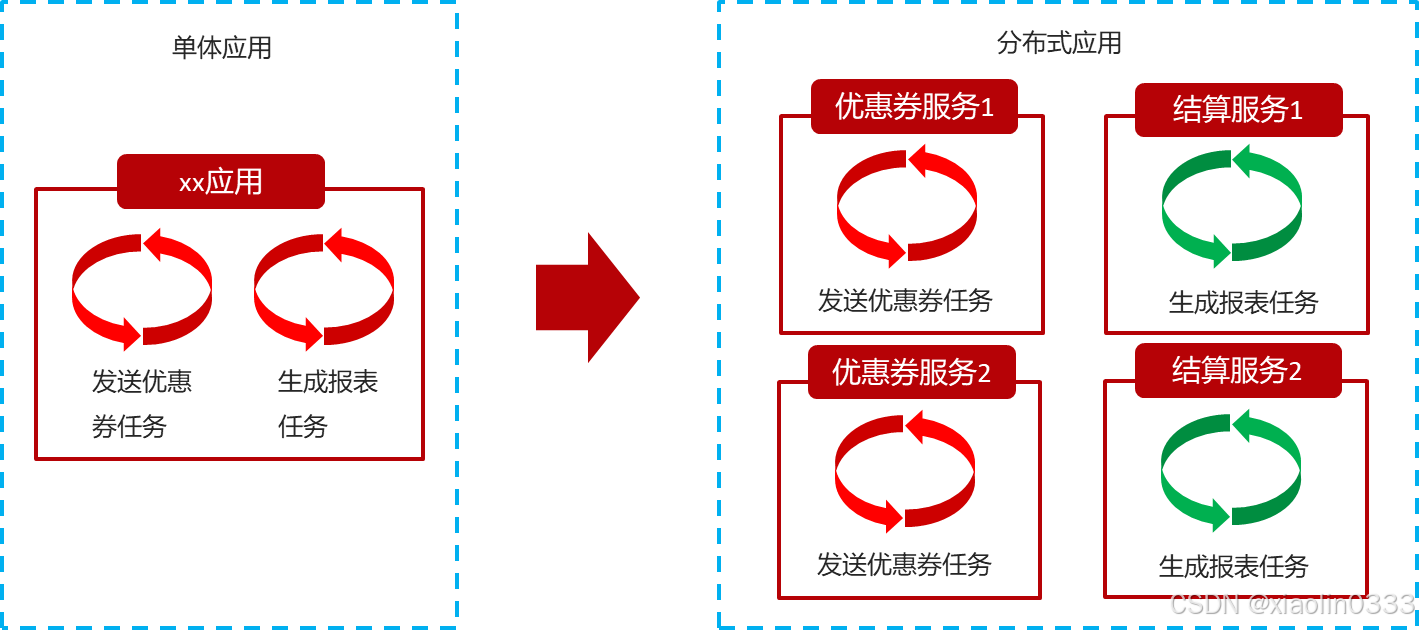 单体应用
xx应用
发送优惠
券任务
生成报表
任务
分布式应用
优惠券服务1
发送优惠券任务
结算服务1
生成报表任务
优惠券服务2
发送优惠券任务
结算服务2
生成报表任务
CSDN @xiaolin0333